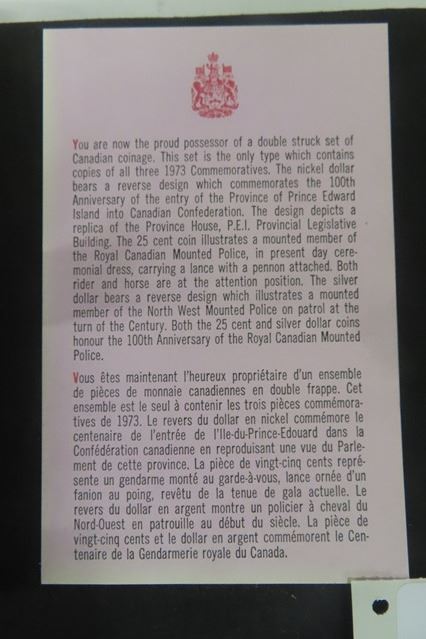 You are now the proud possessor of a double struck set of
Canadian coinage. This set is the only type which contains
copies of all three 1973 Commemoratives. The nickel dollar
bears a reverse design which commemorates the 100th
Anniversary of the entry of the Province of Prince Edward
Island into Canadian Confederation. The design depicts a
replica of the Province House, P.E.I. Provincial Legislative
Building. The 25 cent coin illustrates a mounted member of
the Royal Canadian Mounted Police, in present day cere-
monial dress, carrying a lance with a pennon attached. Both
rider and horse are at the attention position. The silver
dollar bears a reverse design which illustrates a mounted
member of the North West Mounted Police on patrol at the
turn of the Century. Both the 25 cent and silver dollar coins
honour the 100th Anniversary of the Royal Canadian Mounted
Police.
Vous êtes maintenant l'heureux propriétaire d'un ensemble
de pièces de monnaie canadiennes en double frappe. Cet
ensemble est le seul à contenir les trois pièces commémora-
tives de 1973. Le revers du dollar en nickel commémore le
centenaire de l'entrée de l'Ile-du-Prince-Edouard dans la
Confédération canadienne en reproduisant une vue du Parle-
ment de cette province. La pièce de vingt-cinq cents repré-
sente un gendarme monté au garde-à-vous, lance ornée d'un
fanion au poing, revêtu de la tenue de gala actuelle. Le
revers du dollar en argent montre un policier à cheval du
Nord-Ouest en patrouille au début du siècle. La pièce de
vingt-cinq cents et le dollar en argent commémorent le Cen-
tenaire de la Gendarmerie royale du Canada.